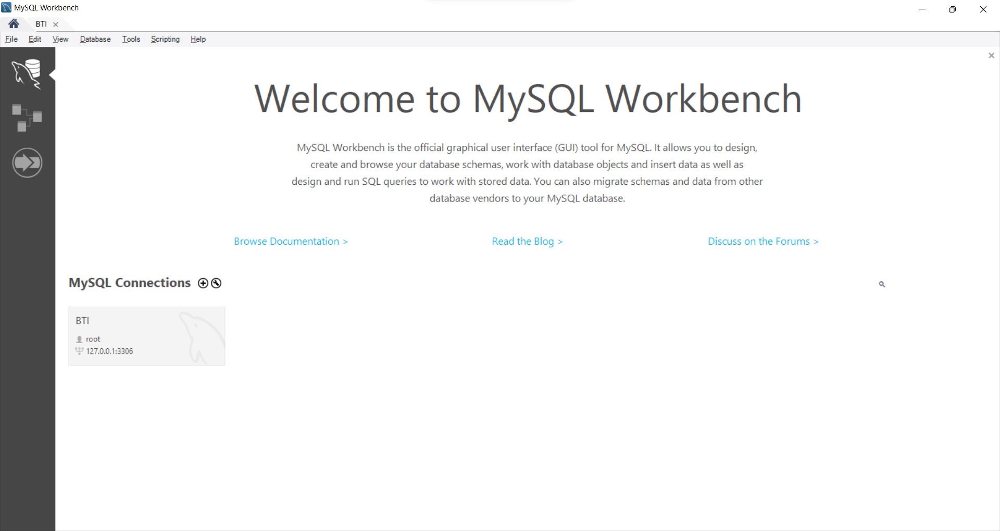 MySQL Workbench
BTI
File Edit View Database Tools Scripting Help
Welcome to MySQL Workbench
MySQL Workbench is the official graphical user interface (GUI) tool for MySQL. It allows you to design,
create and browse your database schemas, work with database objects and insert data as well as
design and run SQL queries to work with stored data. You can also migrate schemas and data from other
database vendors to your MySQL database.
Browse Documentation > Read the Blog > Discuss on the Forums >
MySQL Connections
BTI
root
127.0.0.1:3306